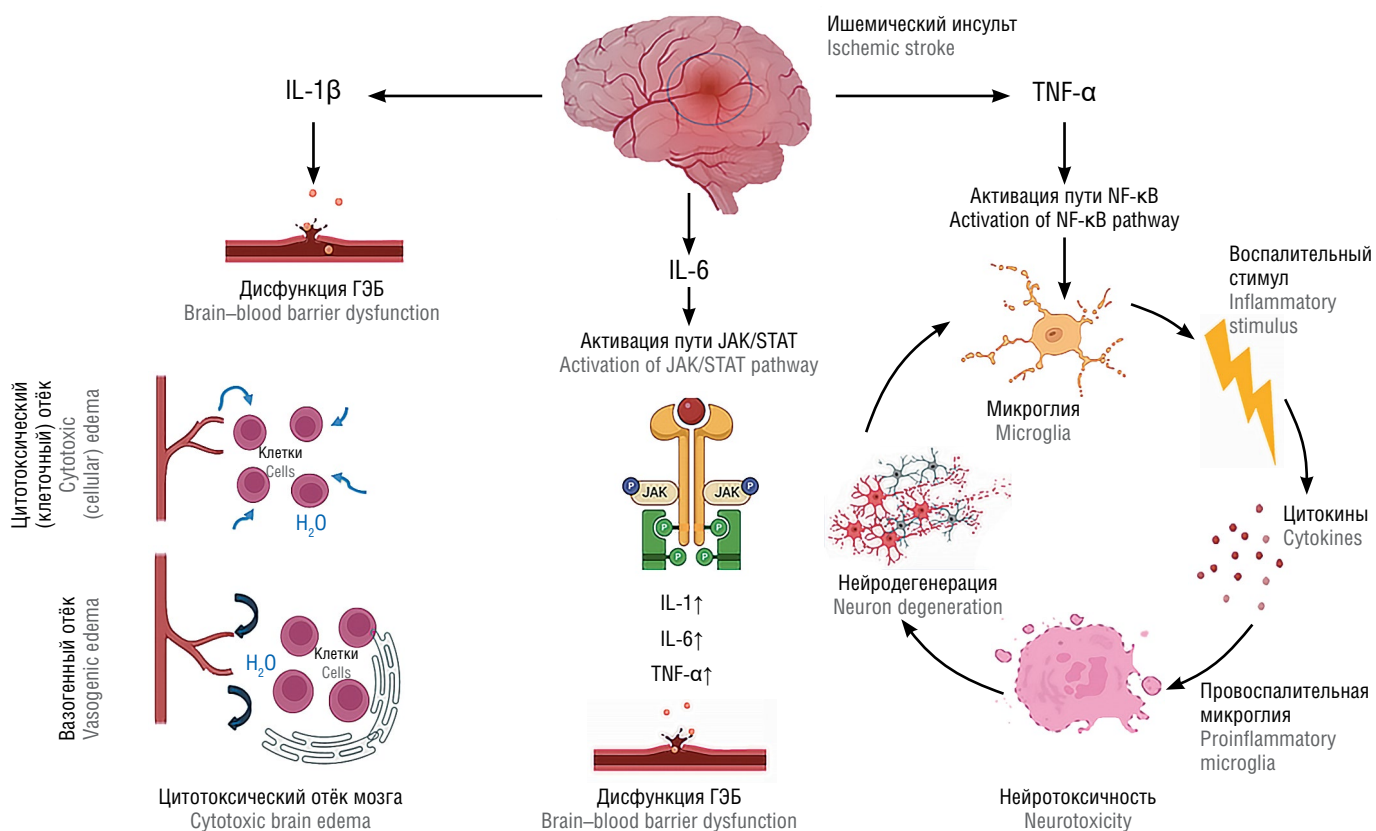 Ишемический инсульт
Ischemic stroke
IL-1β
TNF-α
Дисфункция ГЭБ
Brain–blood barrier dysfunction
IL-6
Активация пути JAK/STAT
Activation of JAK/STAT pathway
Активация пути NF-κB
Activation of NF-κB pathway
Воспалительный
стимул
Inflammatory
stimulus
Микроглия
Microglia
Цитотоксический
(клеточный) отёк
Cytotoxic
(cellular) edema
Клетки
Cells
H₂O
P
JAK
JAK
P
P
P
P
P
Цитокины
Cytokines
Нейродегенерация
Neuron degeneration
IL-1↑
IL-6↑
TNF-α↑
Вазогенный отёк
Vasogenic edema
H₂O
Клетки
Cells
Провоспалительная
микроглия
Proinflammatory
microglia
Цитотоксический отёк мозга
Cytotoxic brain edema
Дисфункция ГЭБ
Brain–blood barrier dysfunction
Нейротоксичность
Neurotoxicity